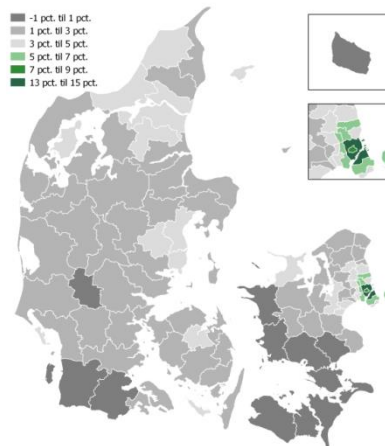 -1 pct. til 1 pct.
1 pct. til 3 pct.
3 pct. til 5 pct.
5 pct. til 7 pct.
7 pct. til 9 pct.
13 pct. til 15 pct.